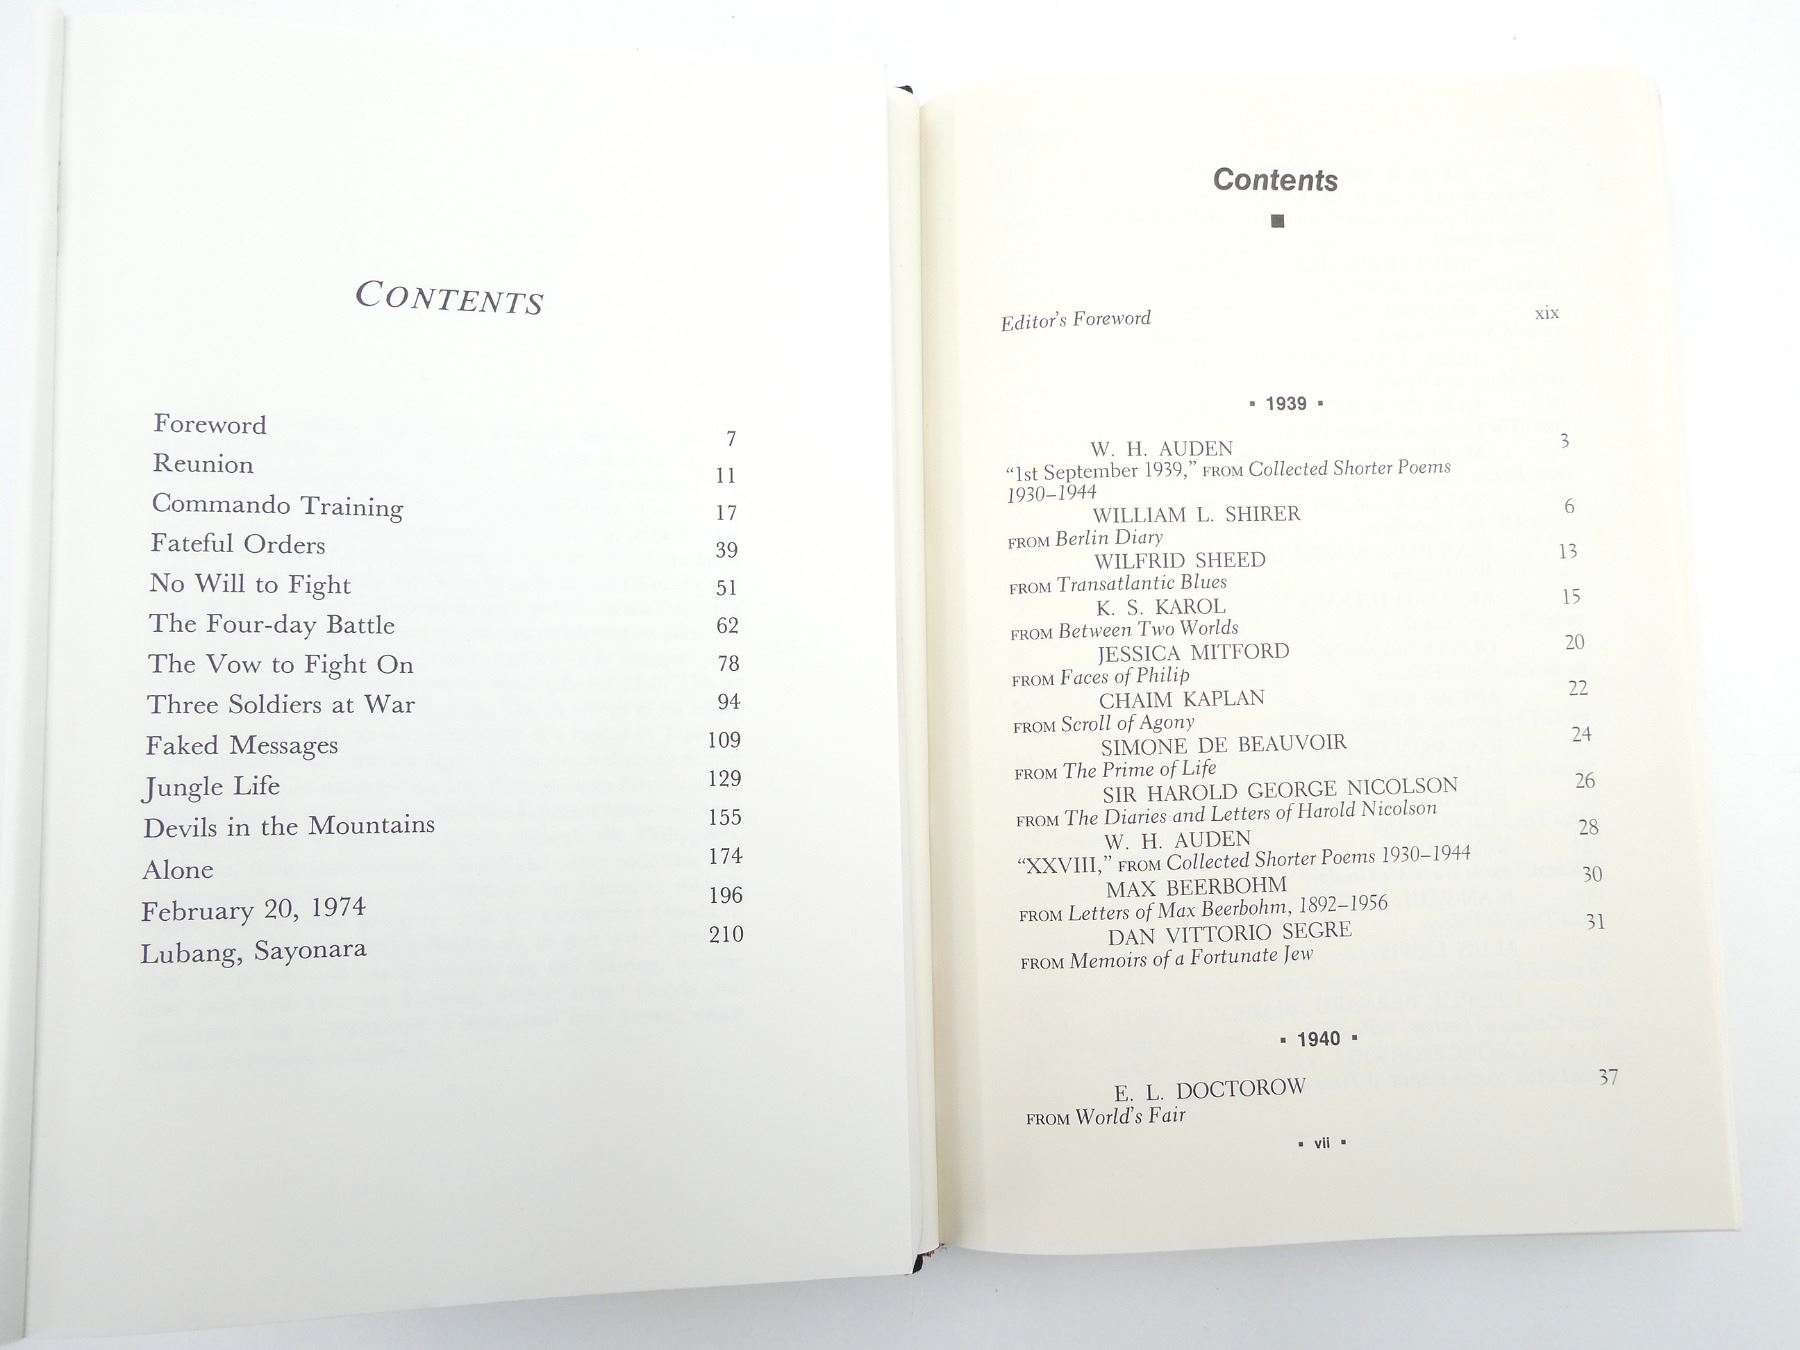 CONTENTS
Foreword 7
Reunion 11
Commando Training 17
Fateful Orders 39
No Will to Fight 51
The Four-day Battle 62
The Vow to Fight On 78
Three Soldiers at War 94
Faked Messages 109
Jungle Life 129
Devils in the Mountains 155
Alone 174
February 20, 1974 196
Lubang, Sayonara 210
Contents
Editor's Foreword xix
▪ 1939 ▪
W. H. AUDEN 3
“1st September 1939,” FROM Collected Shorter Poems
1930–1944
WILLIAM L. SHIRER 6
FROM Berlin Diary
WILFRID SHEED 13
FROM Transatlantic Blues
K. S. KAROL 15
FROM Between Two Worlds
JESSICA MITFORD 20
FROM Faces of Philip
CHAIM KAPLAN 22
FROM Scroll of Agony
SIMONE DE BEAUVOIR 24
FROM The Prime of Life
SIR HAROLD GEORGE NICOLSON 26
FROM The Diaries and Letters of Harold Nicolson
W. H. AUDEN 28
“XXVIII,” FROM Collected Shorter Poems 1930–1944
MAX BEERBOHM 30
FROM Letters of Max Beerbohm, 1892–1956
DAN VITTORIO SEGRE 31
FROM Memoirs of a Fortunate Jew
▪ 1940 ▪
E. L. DOCTOROW 37
FROM World's Fair
▪ vii ▪